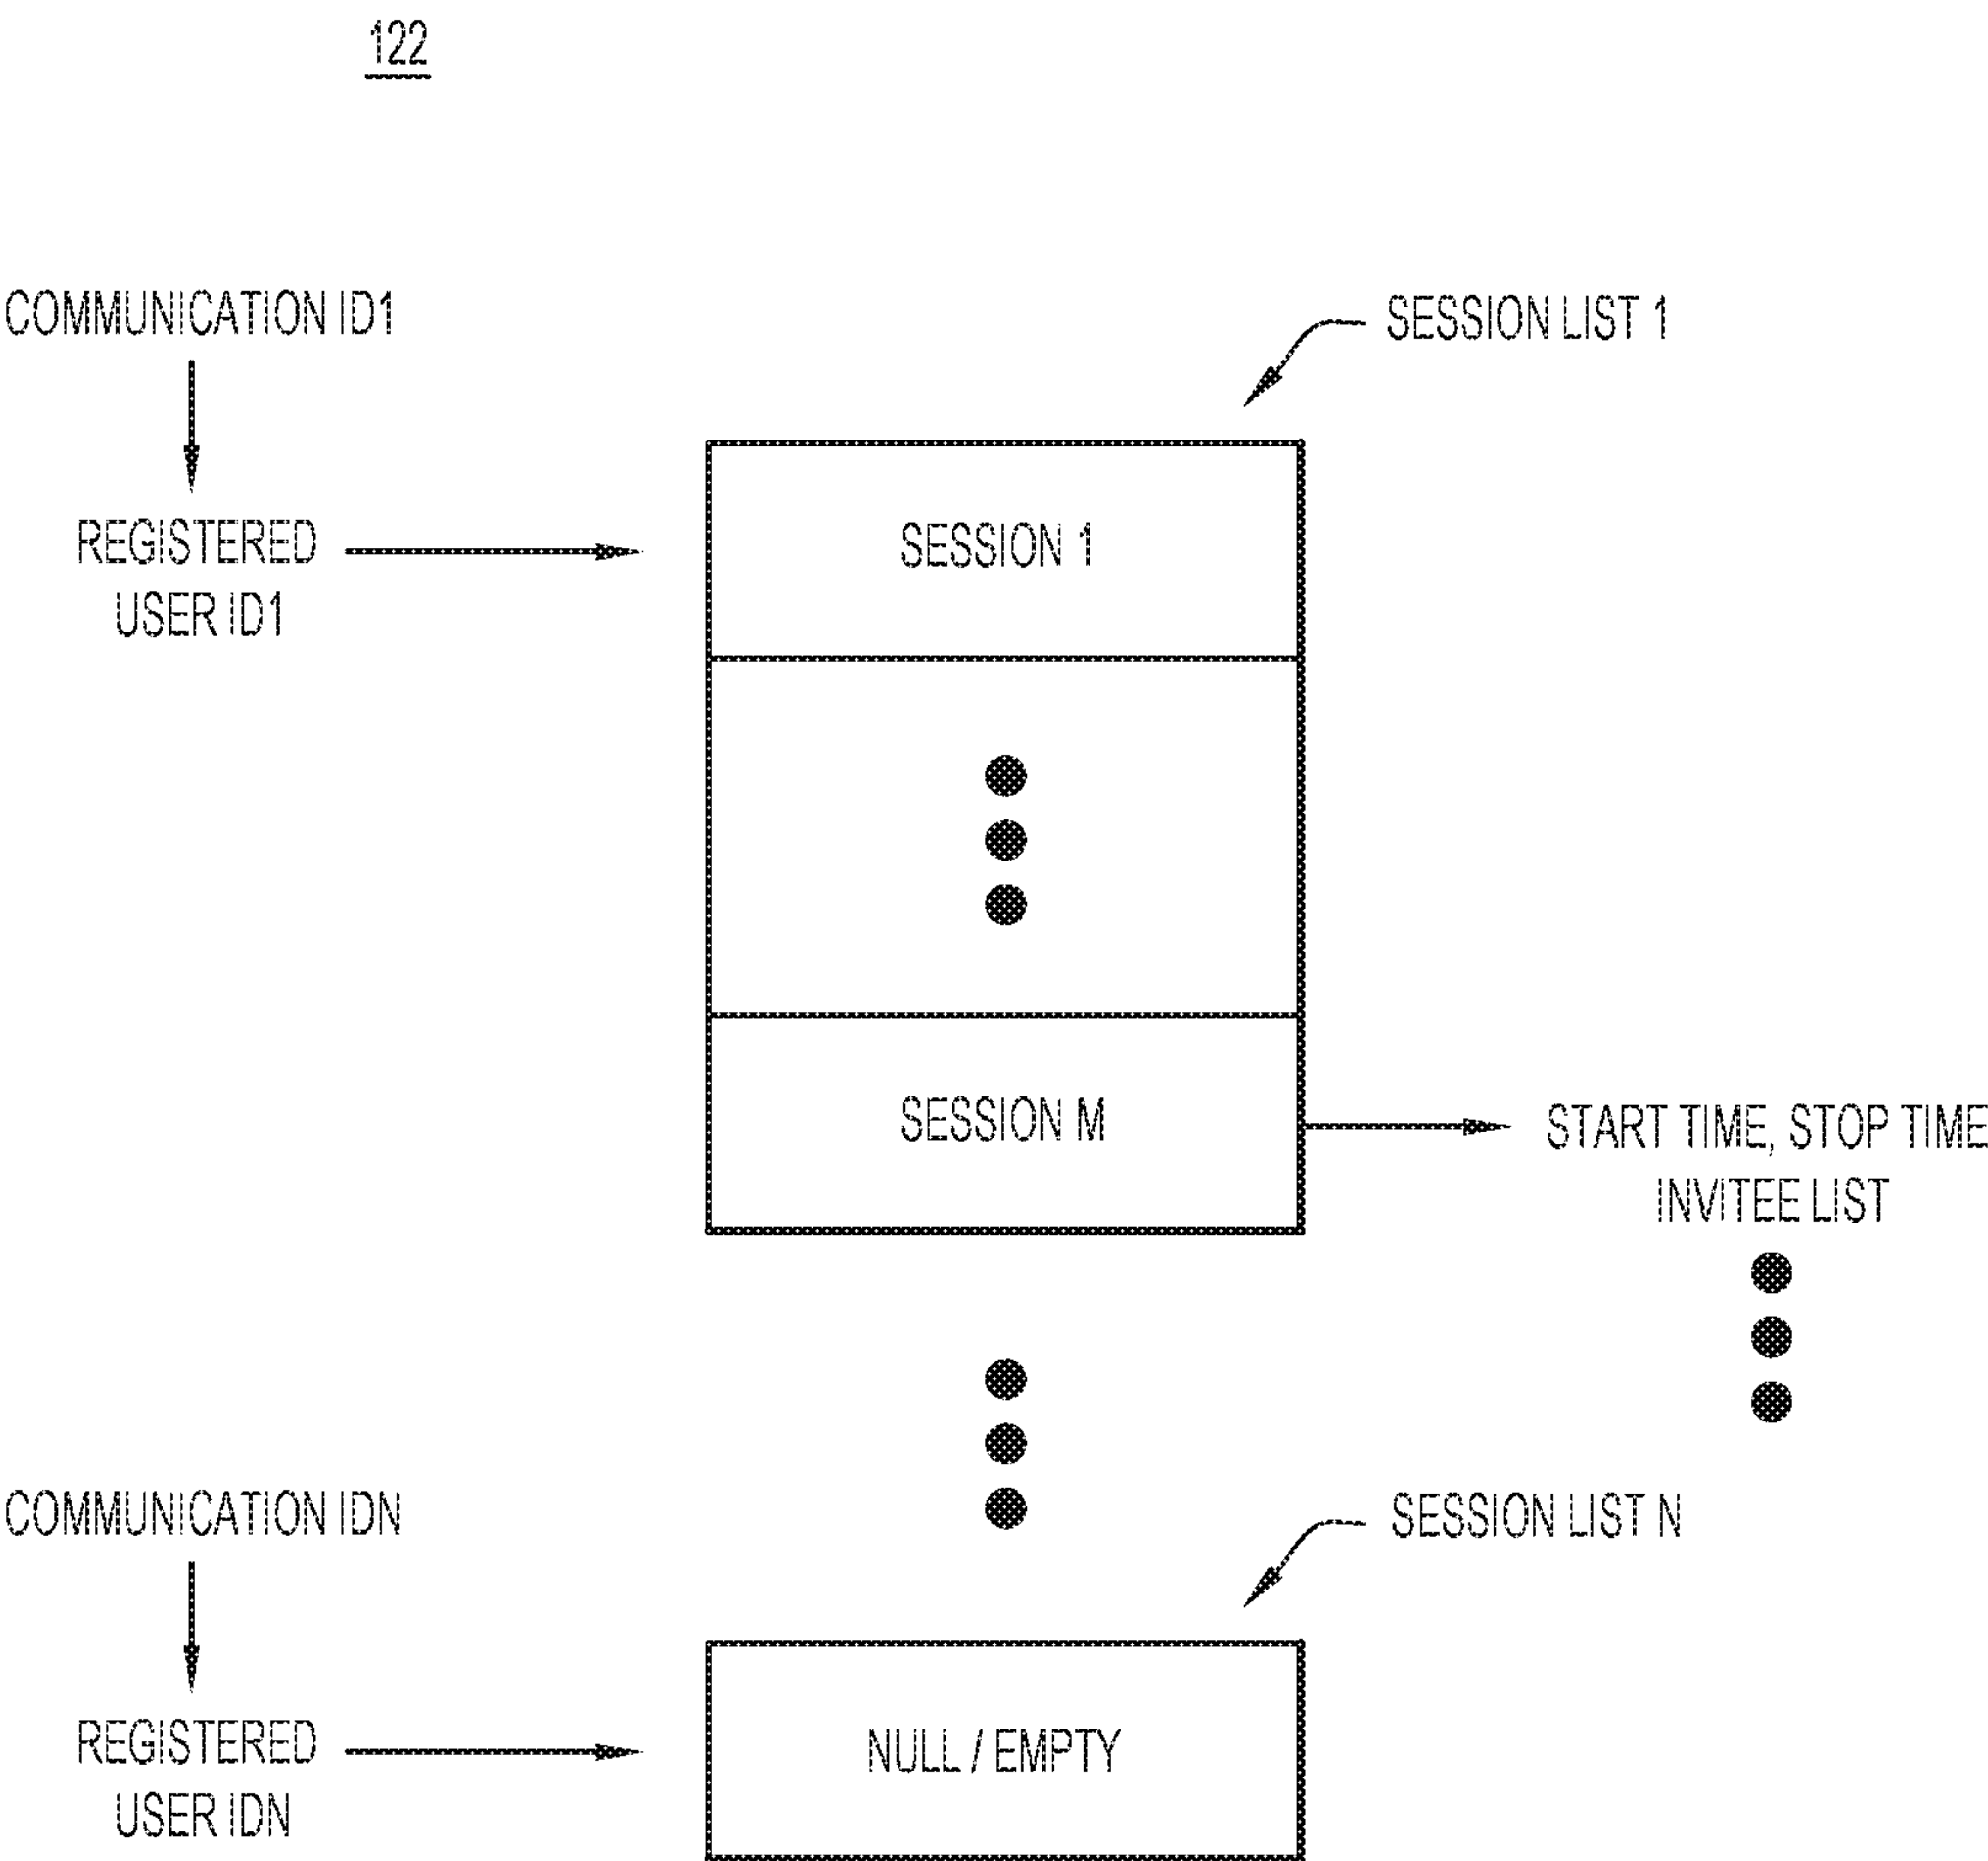 122
COMMUNICATION ID1
SESSION LIST 1
REGISTERED
USER ID1
SESSION 1
SESSION M
START TIME, STOP TIME
INVITEE LIST
COMMUNICATION IDN
SESSION LIST N
REGISTERED
USER IDN
NULL / EMPTY